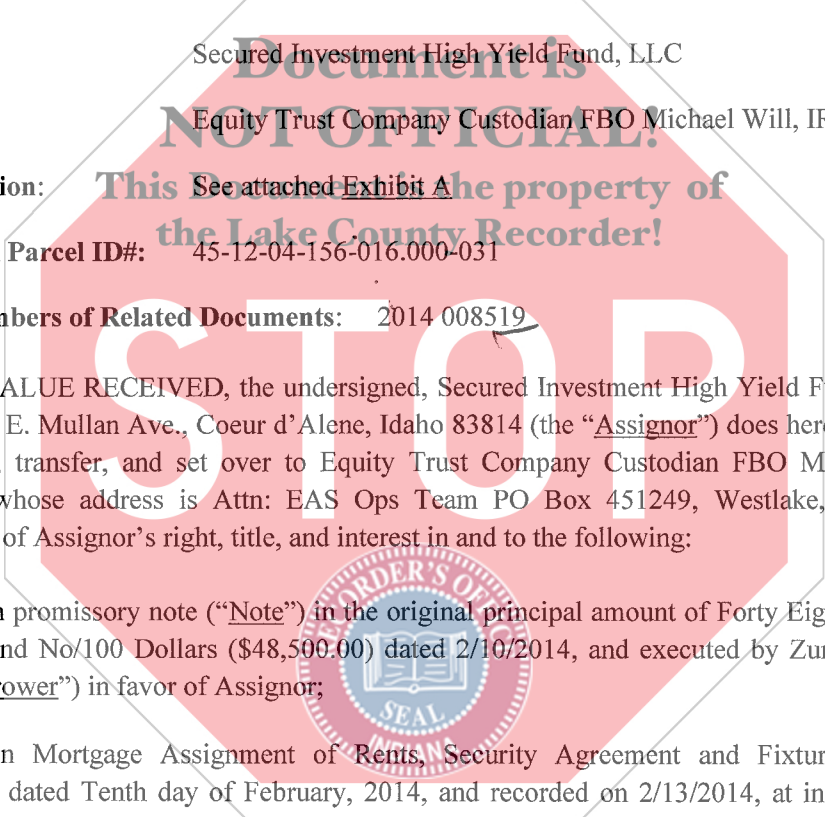 Secured Investment High Yield Fund, LLC
Document is
NOT OFFICIAL!
Equity Trust Company Custodian FBO Michael Will, IR
This Document is the property of
ion: See attached Exhibit A
the Lake County Recorder!
Parcel ID#: 45-12-04-156-016.000-031
nbers of Related Documents: 2014 008519
STOP
ALUE RECEIVED, the undersigned, Secured Investment High Yield F
E. Mullan Ave., Coeur d’Alene, Idaho 83814 (the “Assignor”) does her
, transfer, and set over to Equity Trust Company Custodian FBO M
whose address is Attn: EAS Ops Team PO Box 451249, Westlake,
of Assignor’s right, title, and interest in and to the following:
n promissory note (“Note”) in the original principal amount of Forty Eig
nd No/100 Dollars ($48,500.00) dated 2/10/2014, and executed by Zu
rower”) in favor of Assignor;
RECORDER'S OFFICE
SEAL
INDIANA
n Mortgage Assignment of Rents, Security Agreement and Fixtur
dated Tenth day of February, 2014, and recorded on 2/13/2014, at in